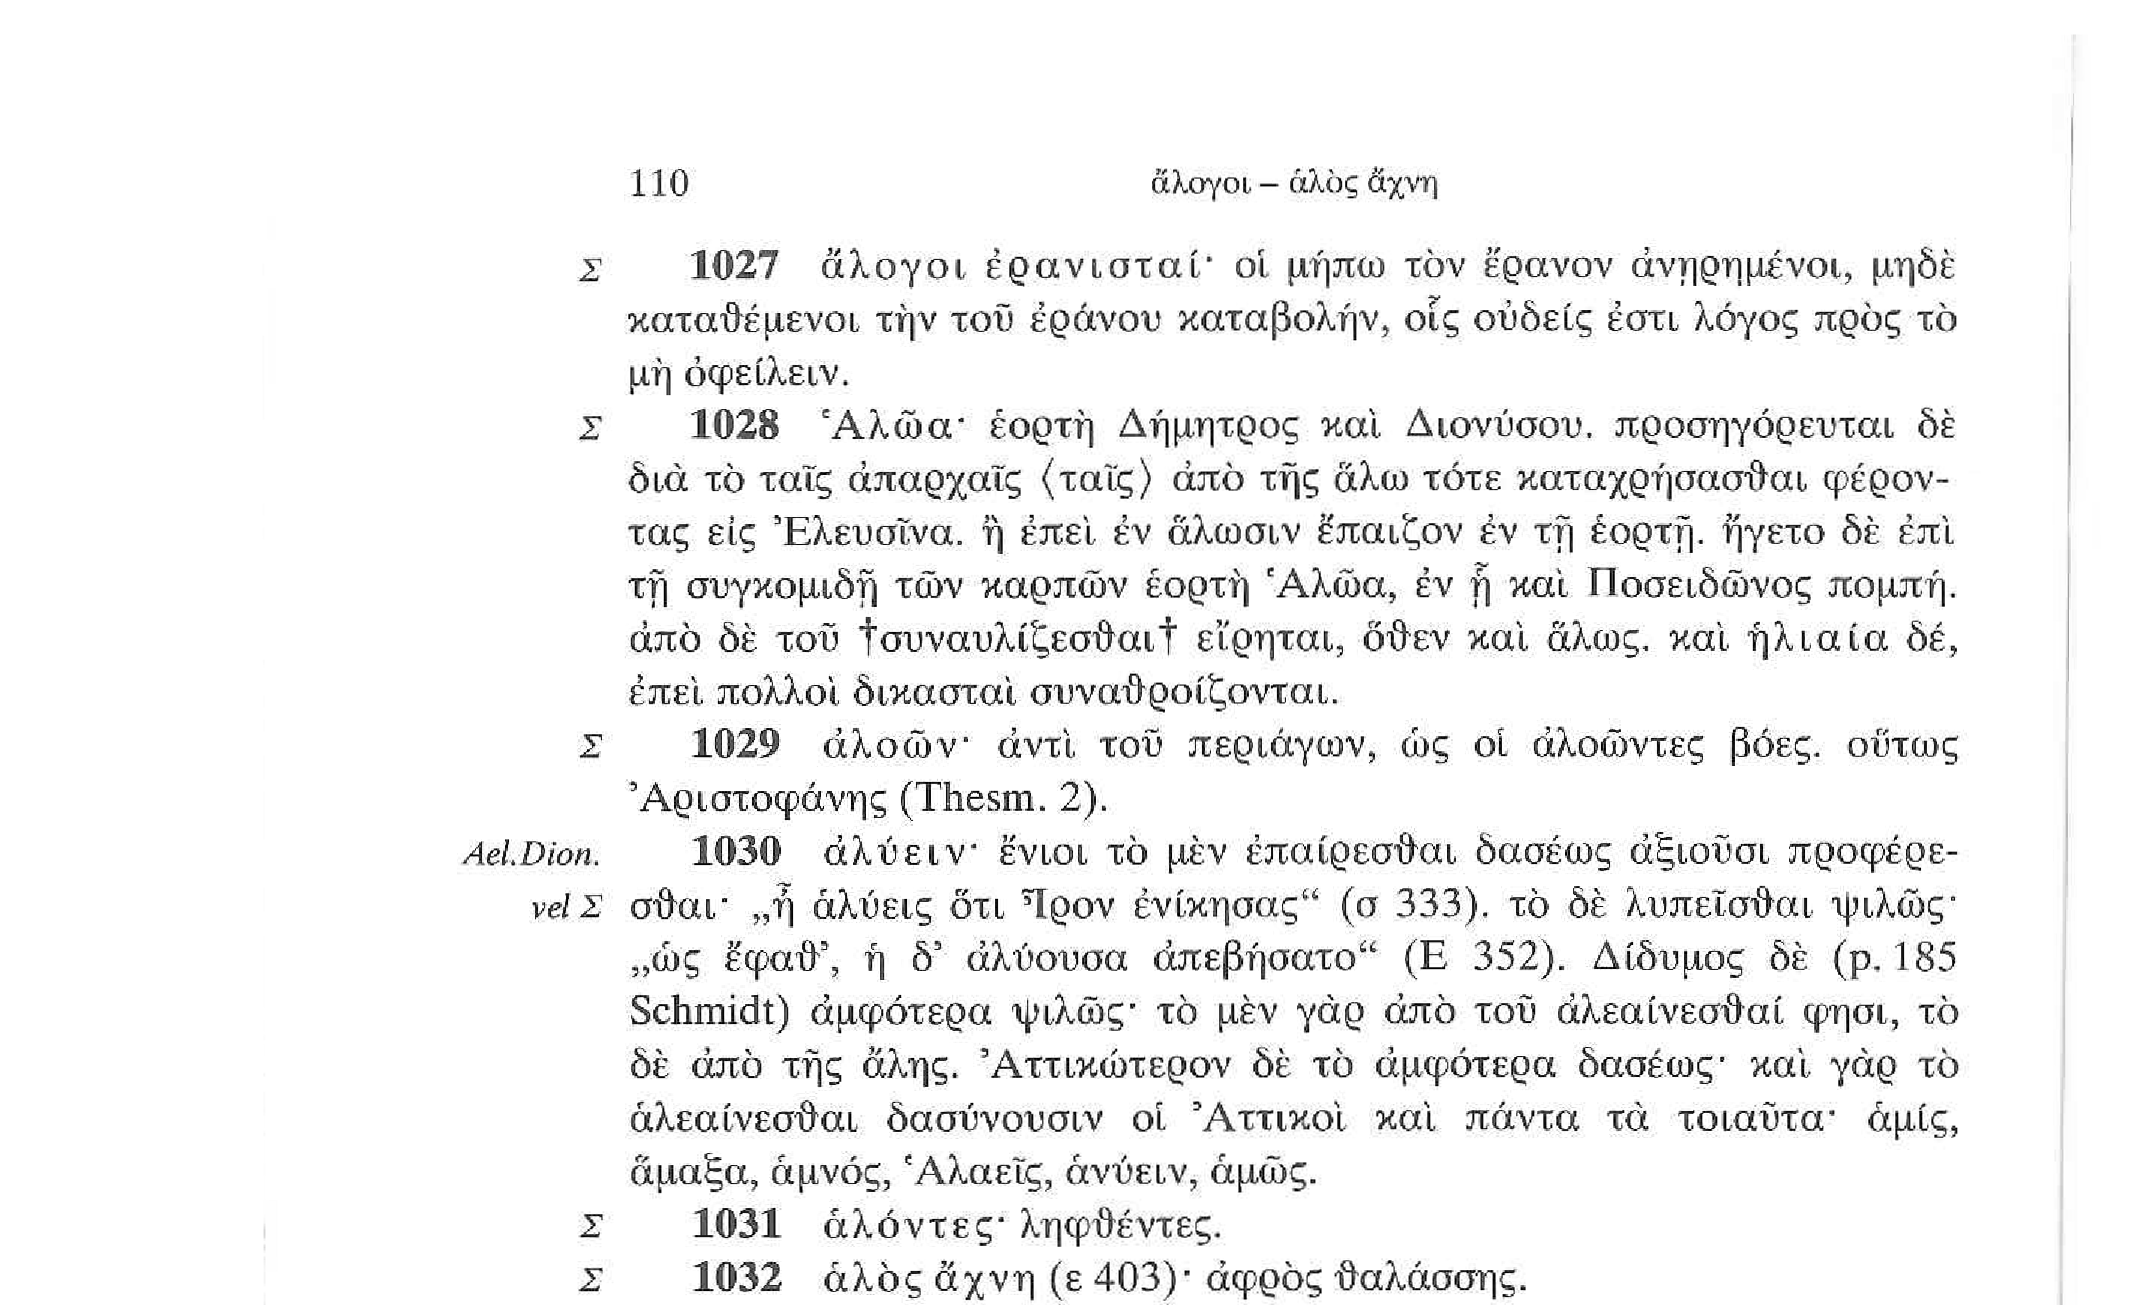 110 ἄλογοι – ἁλὸς ἄχνη
Σ 1027 ἄλογοι ἐρανισταί· οἱ μήπω τὸν ἔρανον ἀνῃρημένοι, μηδὲ
καταθέμενοι τὴν τοῦ ἐράνου καταβολήν, οἷς οὐδείς ἐστι λόγος πρὸς τὸ
μὴ ὀφείλειν.
Σ 1028 Ἁλῶα· ἑορτὴ Δήμητρος καὶ Διονύσου. προσηγόρευται δὲ
διὰ τὸ ταῖς ἀπαρχαῖς ⟨ταῖς⟩ ἀπὸ τῆς ἅλω τότε καταχρήσασθαι φέρον-
τας εἰς Ἐλευσῖνα. ἢ ἐπεὶ ἐν ἅλωσιν ἔπαιζον ἐν τῇ ἑορτῇ. ἤγετο δὲ ἐπὶ
τῇ συγκομιδῇ τῶν καρπῶν ἑορτὴ Ἁλῶα, ἐν ᾗ καὶ Ποσειδῶνος πομπή.
ἀπὸ δὲ τοῦ †συναυλίζεσθαι† εἴρηται, ὅθεν καὶ ἅλως. καὶ ἡλιαία δέ,
ἐπεὶ πολλοὶ δικασταὶ συναθροίζονται.
Σ 1029 ἀλοῶν· ἀντὶ τοῦ περιάγων, ὡς οἱ ἀλοῶντες βόες. οὕτως
Ἀριστοφάνης (Thesm. 2).
Ael.Dion. 1030 ἀλύειν· ἔνιοι τὸ μὲν ἐπαίρεσθαι δασέως ἀξιοῦσι προφέρε-
vel Σ σθαι· „ἦ ἁλύεις ὅτι Ἶρον ἐνίκησας“ (σ 333). τὸ δὲ λυπεῖσθαι ψιλῶς·
„ὡς ἔφαθ’, ἡ δ’ ἀλύουσα ἀπεβήσατο“ (Ε 352). Δίδυμος δὲ (p. 185
Schmidt) ἀμφότερα ψιλῶς· τὸ μὲν γὰρ ἀπὸ τοῦ ἀλεαίνεσθαί φησι, τὸ
δὲ ἀπὸ τῆς ἄλης. Ἀττικώτερον δὲ τὸ ἀμφότερα δασέως· καὶ γὰρ τὸ
ἁλεαίνεσθαι δασύνουσιν οἱ Ἀττικοὶ καὶ πάντα τὰ τοιαῦτα· ἁμίς,
ἅμαξα, ἁμνός, Ἁλαεῖς, ἁνύειν, ἁμῶς.
Σ 1031 ἁλόντες· ληφθέντες.
Σ 1032 ἁλὸς ἄχνη (ε 403)· ἀφρὸς θαλάσσης.